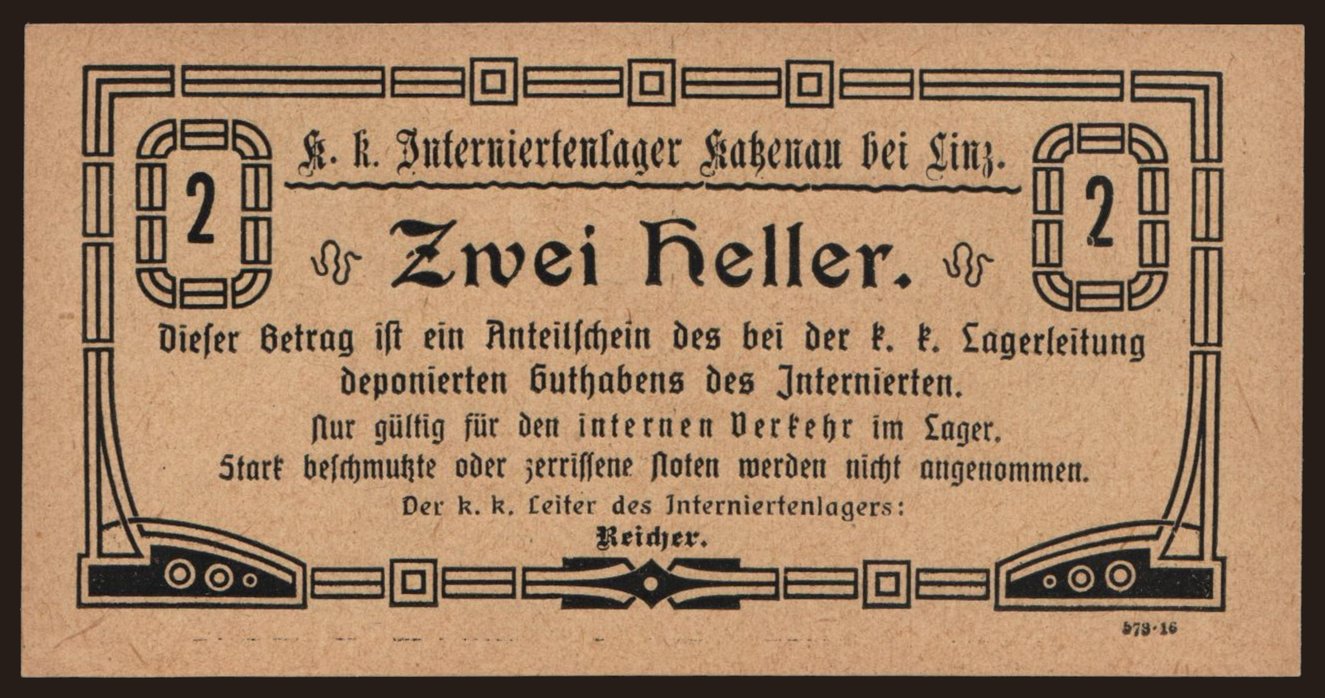 K. k. Interniertenlager Katzenau bei Linz.
2 2
Zwei Heller.
Dieser Betrag ist ein Anteilschein des bei der k. k. Lagerleitung
deponierten Guthabens des Internierten.
Nur gültig für den internen Verkehr im Lager.
Stark beschmutzte oder zerrissene Noten werden nicht angenommen.
Der k. k. Leiter des Interniertenlagers:
Reicher.
573·16